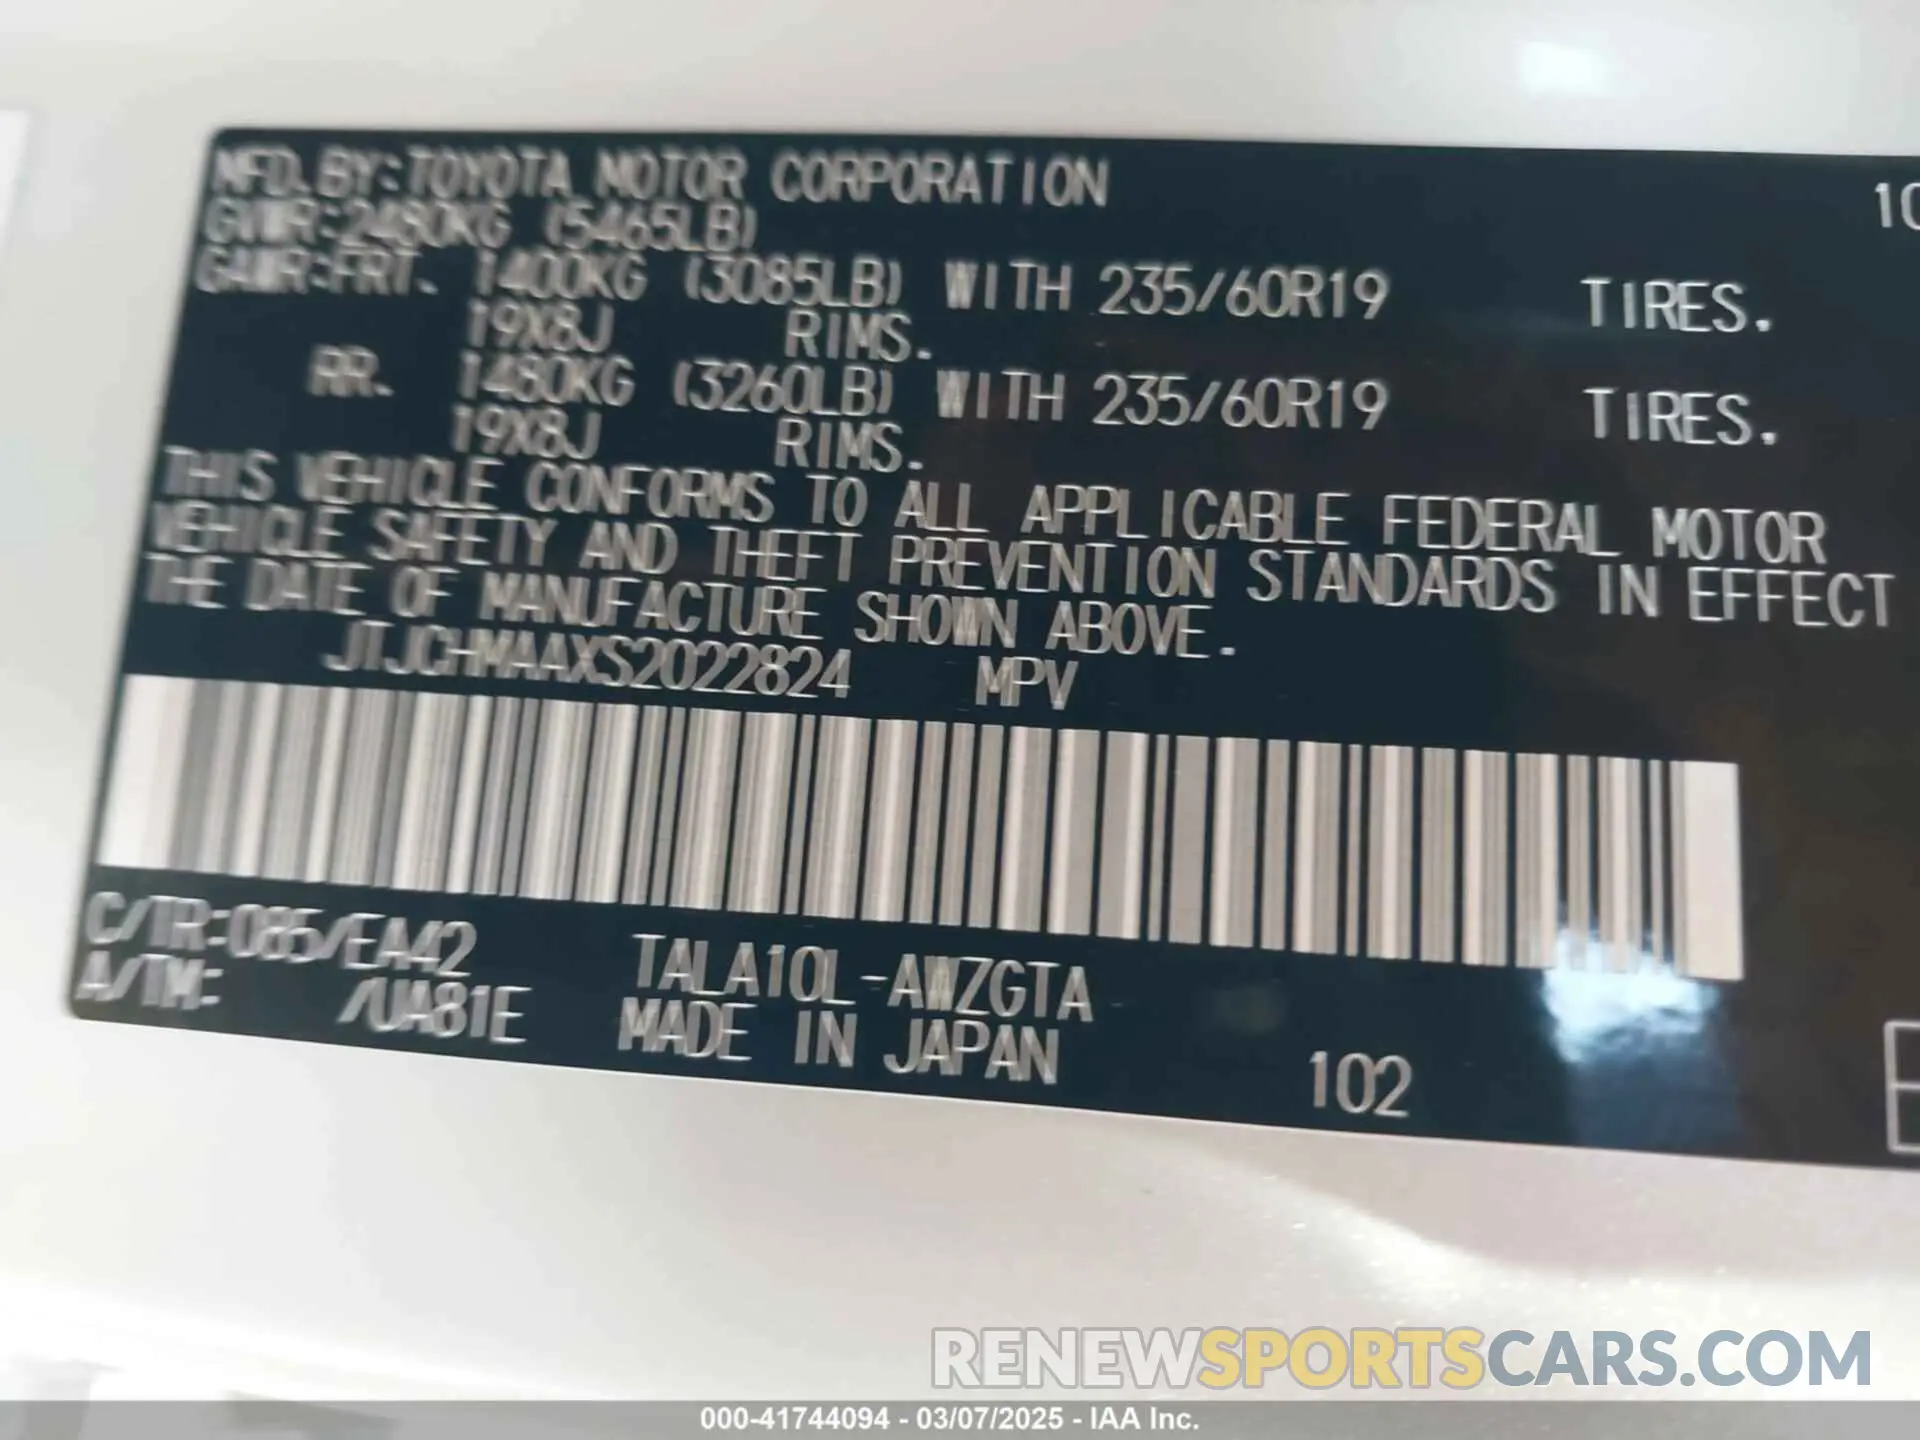 MFD.BY:TOYOTA MOTOR CORPORATION 10
GVWR:2480KG (5465LB)
GAWR:FRT. 1400KG (3085LB) WITH 235/60R19 TIRES.
19X8J RIMS.
RR. 1480KG (3260LB) WITH 235/60R19 TIRES.
19X8J RIMS.
THIS VEHICLE CONFORMS TO ALL APPLICABLE FEDERAL MOTOR
VEHICLE SAFETY AND THEFT PREVENTION STANDARDS IN EFFECT
THE DATE OF MANUFACTURE SHOWN ABOVE.
JTJCHMAAXS2022824 MPV
C/TR:085/EA42 TALA10L-AWZGTA
A/TM: /UA81E MADE IN JAPAN 102
RENEWSPORTSCARS.COM
000-41744094 - 03/07/2025 - IAA Inc.